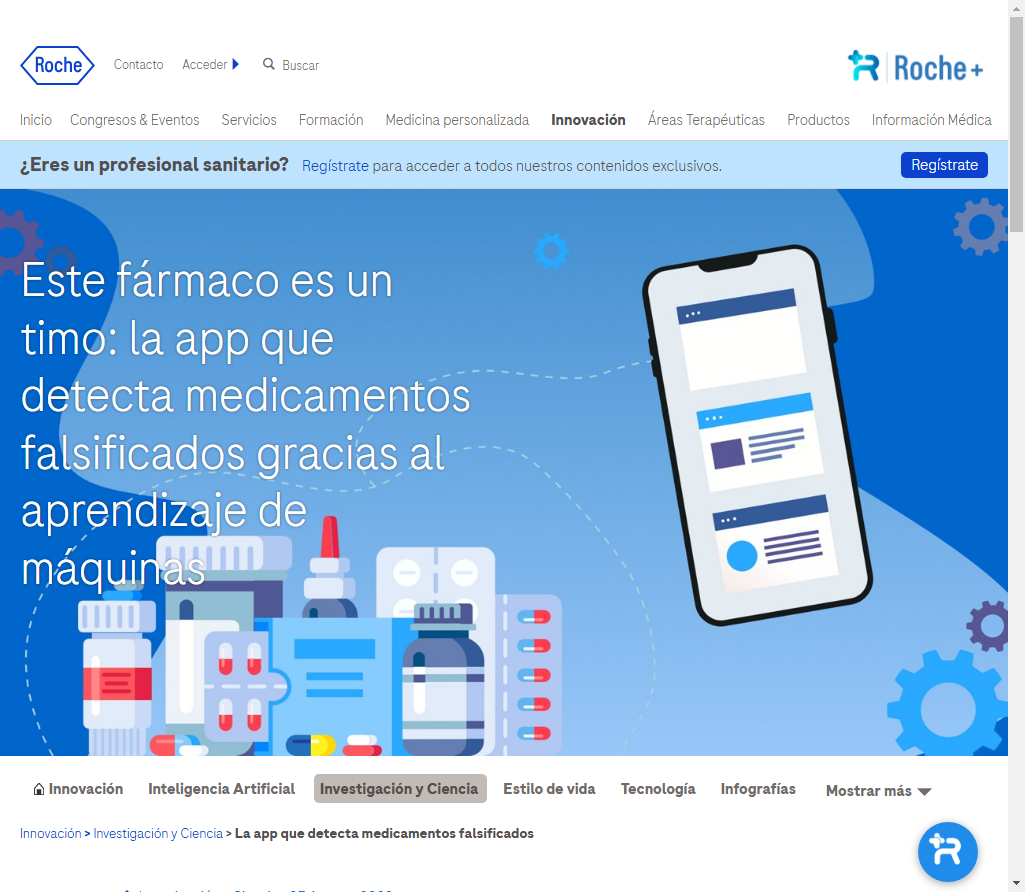 Roche
Contacto
Acceder
Buscar
Roche+
Inicio
Congresos & Eventos
Servicios
Formación
Medicina personalizada
Innovación
Áreas Terapéuticas
Productos
Información Médica
¿Eres un profesional sanitario? Regístrate para acceder a todos nuestros contenidos exclusivos.
Regístrate
Este fármaco es un
timo: la app que
detecta medicamentos
falsificados gracias al
aprendizaje de
máquinas
Innovación
Inteligencia Artificial
Investigación y Ciencia
Estilo de vida
Tecnología
Infografías
Mostrar más
Innovación > Investigación y Ciencia > La app que detecta medicamentos falsificados